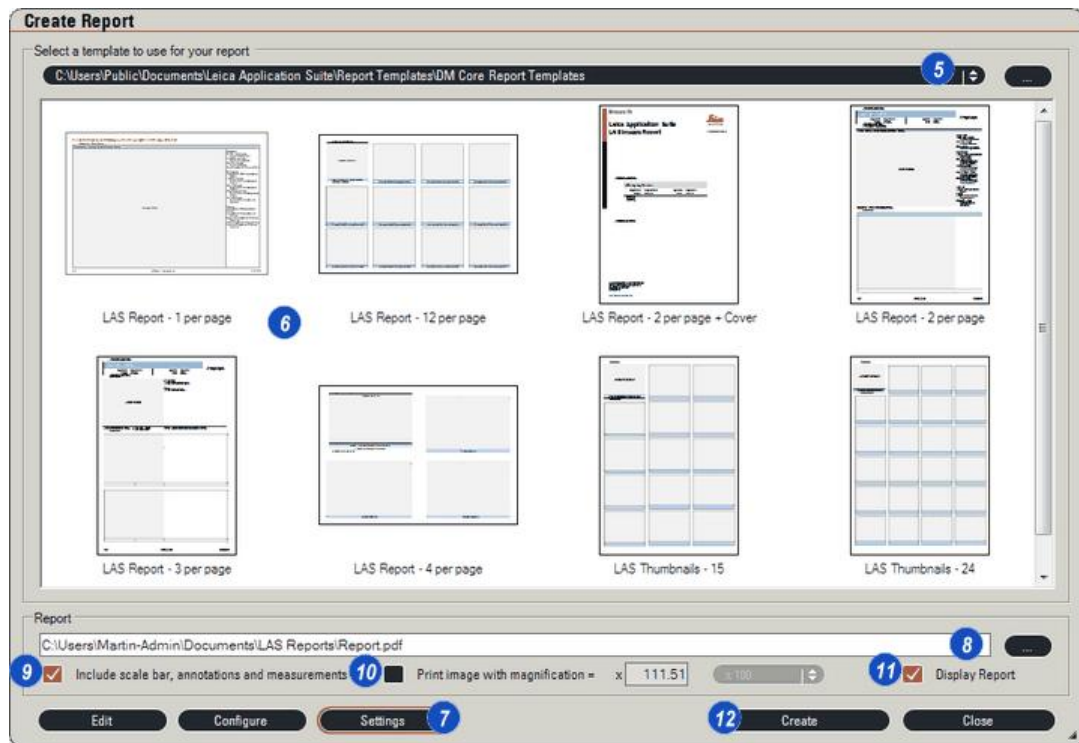 Create Report
Select a template to use for your report
C:\Users\Public\Documents\Leica Application Suite\Report Templates\DM Core Report Templates
5
...
Leica Application Suite
LAS Report - 1 per page
6
LAS Report - 12 per page
LAS Report - 2 per page + Cover
LAS Report - 2 per page
LAS Report - 3 per page
LAS Report - 4 per page
LAS Thumbnails - 15
LAS Thumbnails - 24
Report
C:\Users\Martin-Admin\Documents\LAS Reports\Report.pdf
8
...
9
Include scale bar, annotations and measurements
10
Print image with magnification =
x
111.51
x 100
11
Display Report
Edit
Configure
Settings
7
12
Create
Close